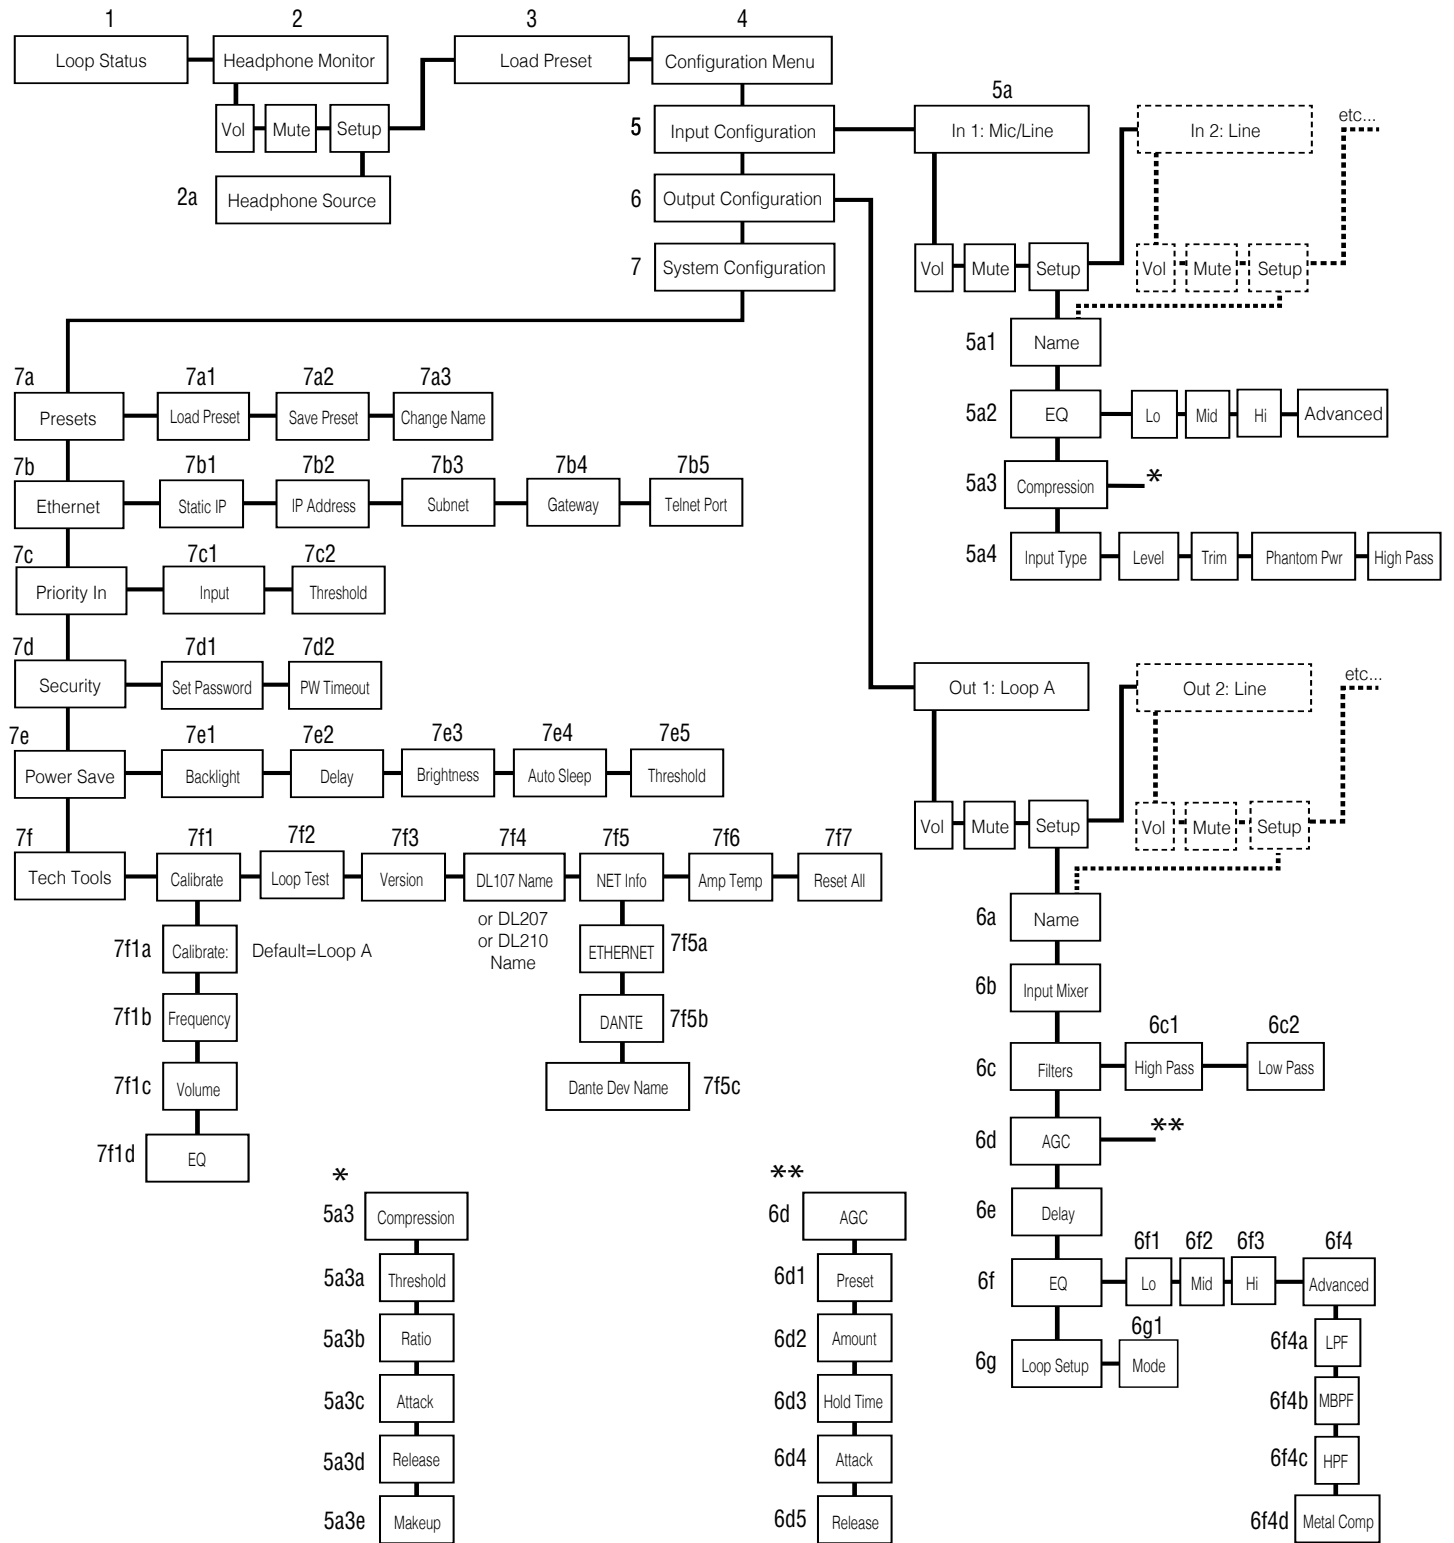 1 2 3 4
Loop Status Headphone Monitor Load Preset Configuration Menu
Vol Mute Setup
2a Headphone Source
5 Input Configuration
6 Output Configuration
7 System Configuration
5a
In 1: Mic/Line In 2: Line etc...
Vol Mute Setup Vol Mute Setup
5a1 Name
5a2 EQ Lo Mid Hi Advanced
5a3 Compression *
5a4 Input Type Level Trim Phantom Pwr High Pass
7a 7a1 7a2 7a3
Presets Load Preset Save Preset Change Name
7b 7b1 7b2 7b3 7b4 7b5
Ethernet Static IP IP Address Subnet Gateway Telnet Port
7c 7c1 7c2
Priority In Input Threshold
7d 7d1 7d2
Security Set Password PW Timeout
7e 7e1 7e2 7e3 7e4 7e5
Power Save Backlight Delay Brightness Auto Sleep Threshold
7f 7f1 7f2 7f3 7f4 7f5 7f6 7f7
Tech Tools Calibrate Loop Test Version DL107 Name NET Info Amp Temp Reset All
or DL207
or DL210
Name
7f1a Calibrate: Default=Loop A
7f1b Frequency
7f1c Volume
7f1d EQ
ETHERNET 7f5a
DANTE 7f5b
Dante Dev Name 7f5c
Out 1: Loop A Out 2: Line etc...
Vol Mute Setup Vol Mute Setup
6a Name
6b Input Mixer
6c1 6c2
6c Filters High Pass Low Pass
6d AGC **
6e Delay
6f1 6f2 6f3 6f4
6f EQ Lo Mid Hi Advanced
6g1
6g Loop Setup Mode
6f4a LPF
6f4b MBPF
6f4c HPF
6f4d Metal Comp
*
5a3 Compression
5a3a Threshold
5a3b Ratio
5a3c Attack
5a3d Release
5a3e Makeup
**
6d AGC
6d1 Preset
6d2 Amount
6d3 Hold Time
6d4 Attack
6d5 Release